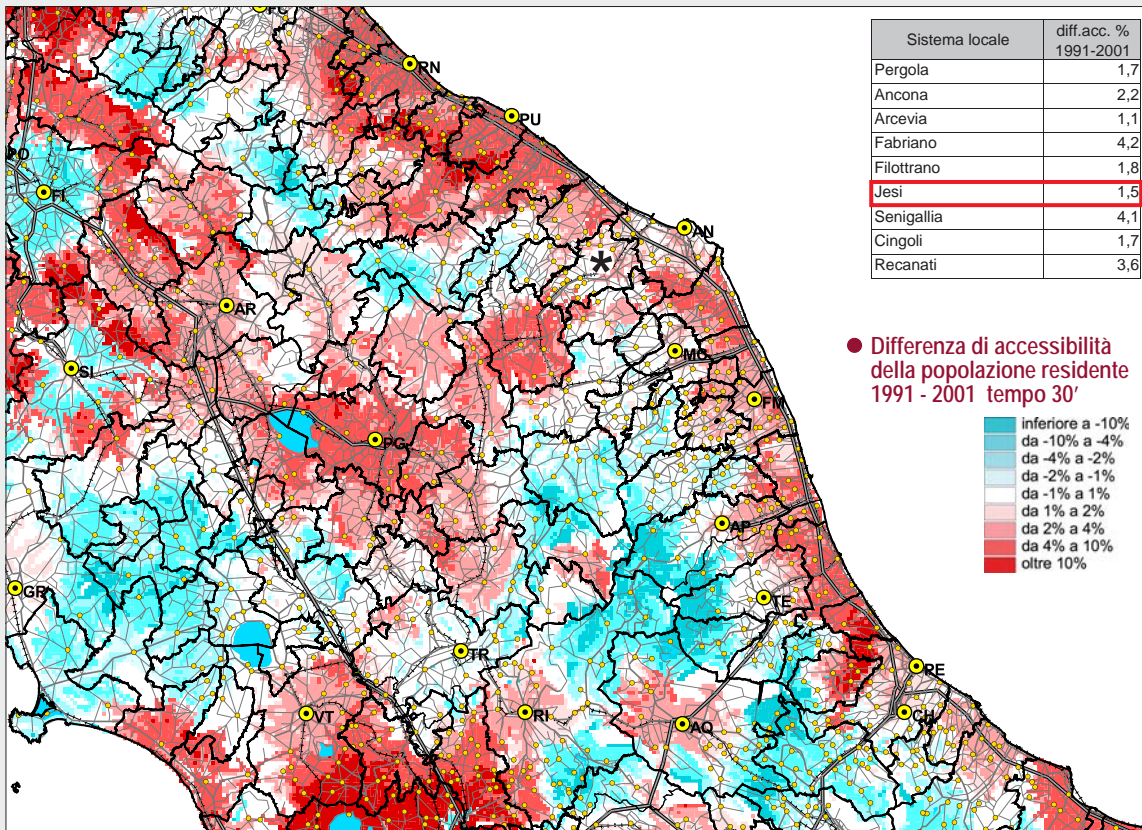 FC
RN
PU
PO
FI
AN
*
AR
MC
SI
FM
PG
AP
GR
TE
TR
PE
VT
RI
AQ
CH
Sistema locale diff.acc. % 1991-2001
Pergola 1,7
Ancona 2,2
Arcevia 1,1
Fabriano 4,2
Filottrano 1,8
Jesi 1,5
Senigallia 4,1
Cingoli 1,7
Recanati 3,6
Differenza di accessibilità
della popolazione residente
1991 - 2001 tempo 30'
inferiore a -10%
da -10% a -4%
da -4% a -2%
da -2% a -1%
da -1% a 1%
da 1% a 2%
da 2% a 4%
da 4% a 10%
oltre 10%